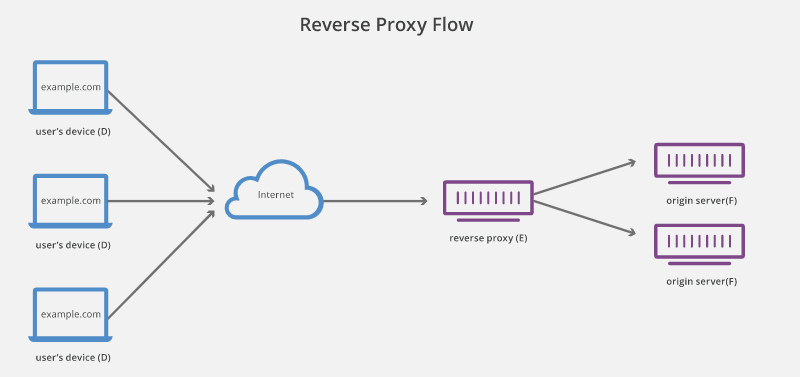 Reverse Proxy Flow
example.com
user's device (D)
example.com
user's device (D)
example.com
user's device (D)
Internet
reverse proxy (E)
origin server(F)
origin server(F)